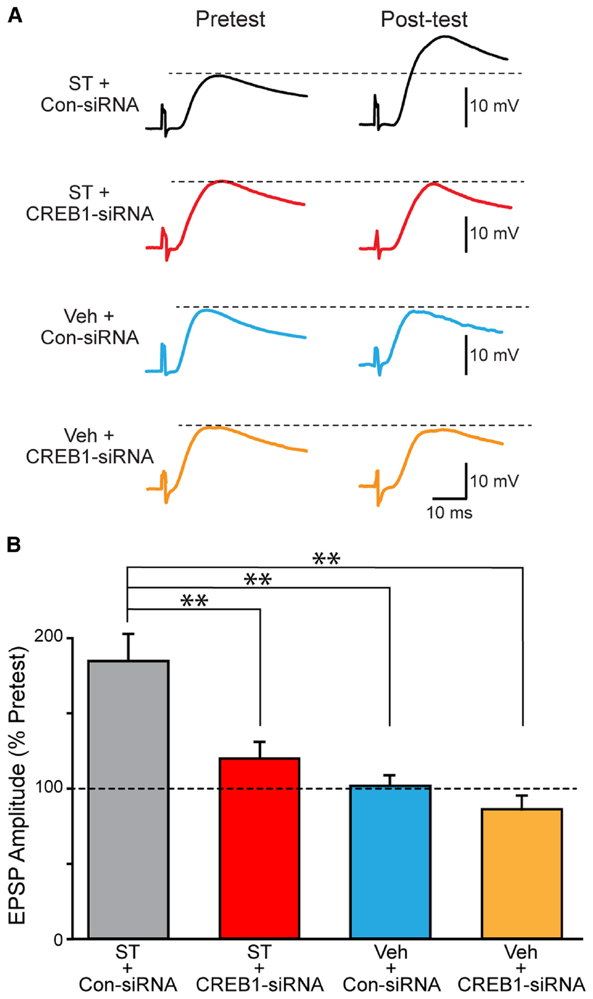 A
Pretest
Post-test
ST +
Con-siRNA
10 mV
ST +
CREB1-siRNA
10 mV
Veh +
Con-siRNA
10 mV
Veh +
CREB1-siRNA
10 mV
10 ms
B
**
**
**
EPSP Amplitude (% Pretest)
200
100
0
ST
+
Con-siRNA
ST
+
CREB1-siRNA
Veh
+
Con-siRNA
Veh
+
CREB1-siRNA